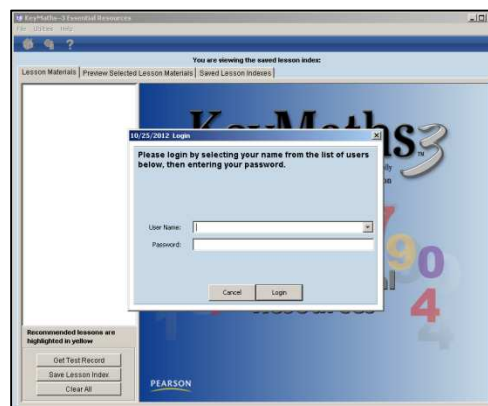 KeyMaths-3 Essential Resources
File Utilities Help
You are viewing the saved lesson index:
Lesson Materials Preview Selected Lesson Materials Saved Lesson Indexes
KeyMaths3
10/25/2012 Login
Please login by selecting your name from the list of users
below, then entering your password.
User Name:
Password:
Cancel Login
Resources
Recommended lessons are
highlighted in yellow
Get Test Record
Save Lesson Index
Clear All
PEARSON